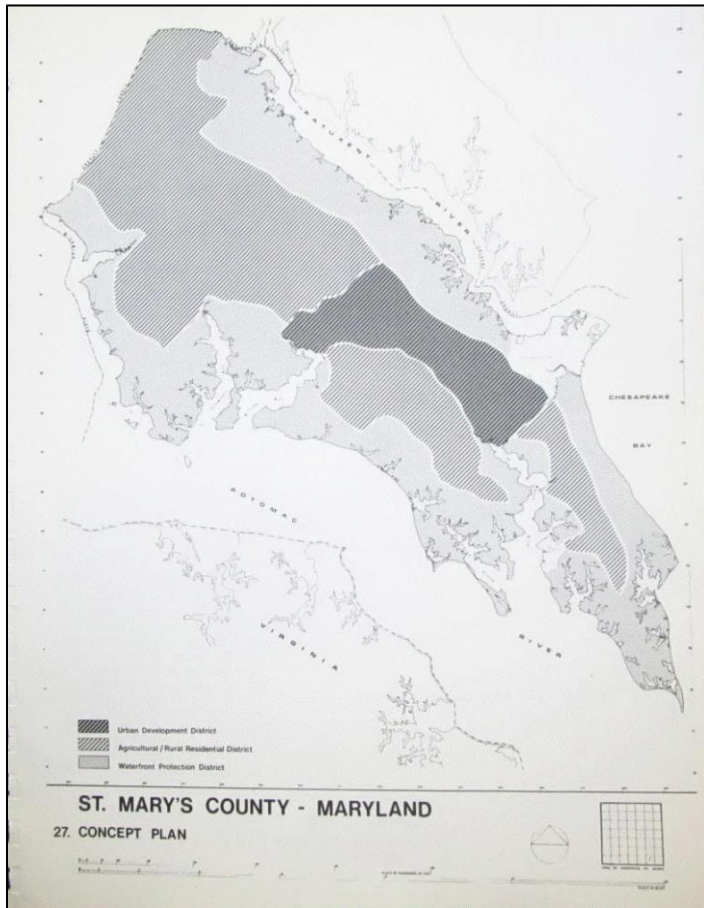 PATUXENT
RIVER
CHESAPEAKE
BAY
POTOMAC
RIVER
VIRGINIA
Urban Development District
Agricultural / Rural Residential District
Waterfront Protection District
ST. MARY'S COUNTY - MARYLAND
27. CONCEPT PLAN